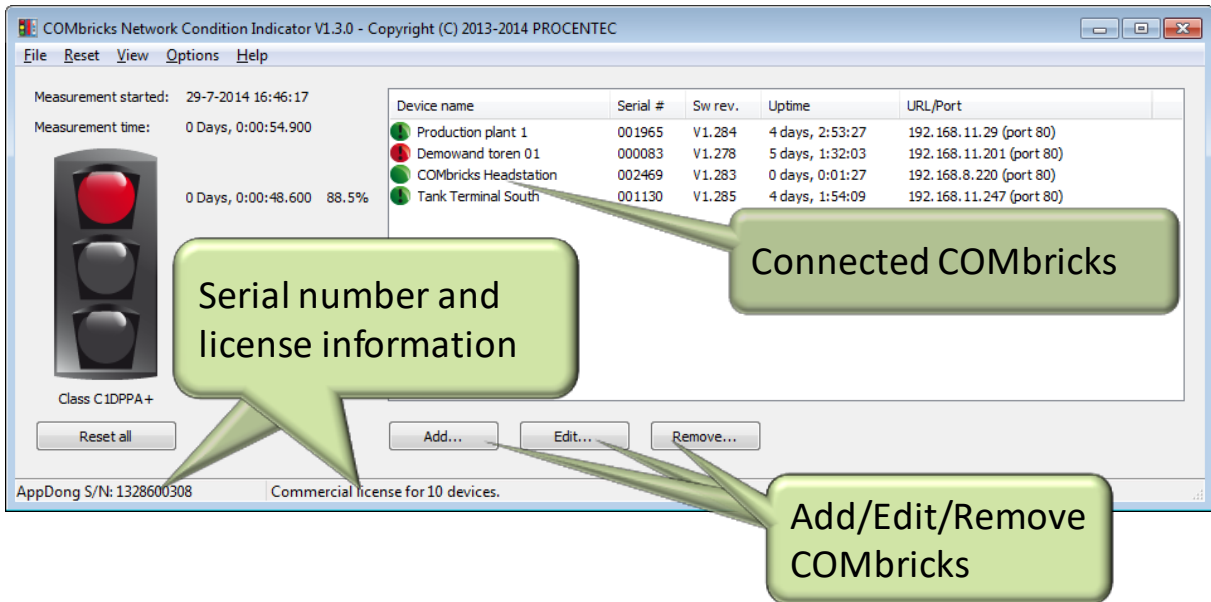 COMbricks Network Condition Indicator V1.3.0 - Copyright (C) 2013-2014 PROCENTEC
File Reset View Options Help
Measurement started: 29-7-2014 16:46:17
Measurement time: 0 Days, 0:00:54.900
0 Days, 0:00:48.600 88.5%
Class C1DPPA+
Reset all
Device name Serial # Sw rev. Uptime URL/Port
Production plant 1 001965 V1.284 4 days, 2:53:27 192.168.11.29 (port 80)
Demowand toren 01 000083 V1.278 5 days, 1:32:03 192.168.11.201 (port 80)
COMbricks Headstation 002469 V1.283 0 days, 0:01:27 192.168.8.220 (port 80)
Tank Terminal South 001130 V1.285 4 days, 1:54:09 192.168.11.247 (port 80)
Connected COMbricks
Serial number and
license information
Add... Edit... Remove...
AppDong S/N: 1328600308 Commercial license for 10 devices.
Add/Edit/Remove
COMbricks